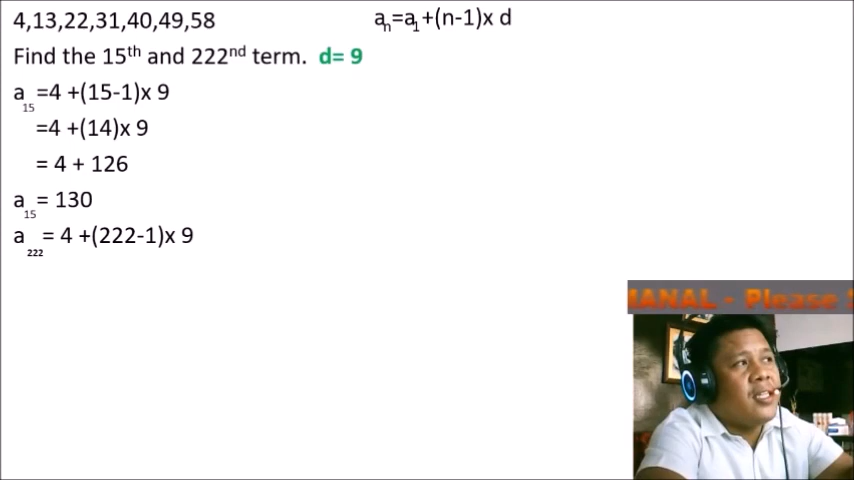 4,13,22,31,40,49,58
aₙ=a₁+(n-1)x d
Find the 15ᵗʰ and 222ⁿᵈ term. d= 9
a₁₅=4 +(15-1)x 9
=4 +(14)x 9
= 4 + 126
a₁₅= 130
a₂₂₂= 4 +(222-1)x 9
- Please